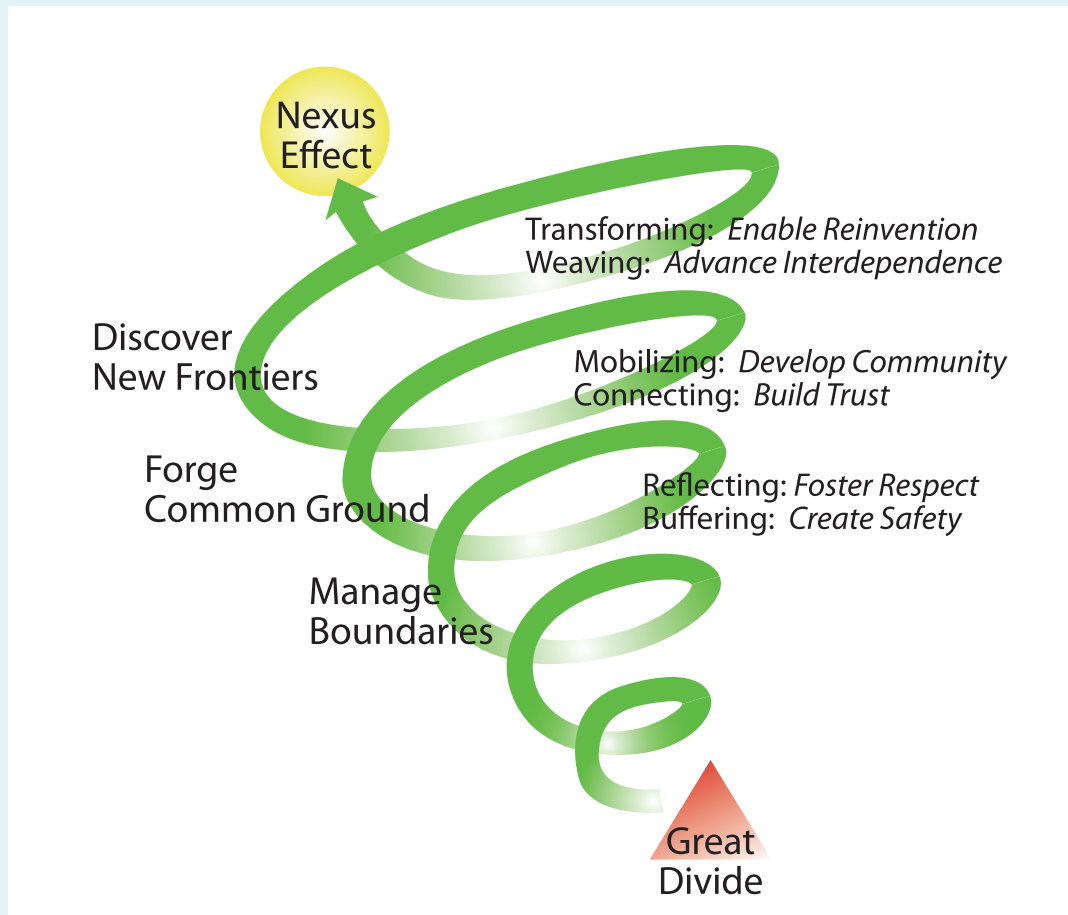 Nexus
Effect
Transforming: Enable Reinvention
Weaving: Advance Interdependence
Discover
New Frontiers
Mobilizing: Develop Community
Connecting: Build Trust
Forge
Common Ground
Reflecting: Foster Respect
Buffering: Create Safety
Manage
Boundaries
Great
Divide